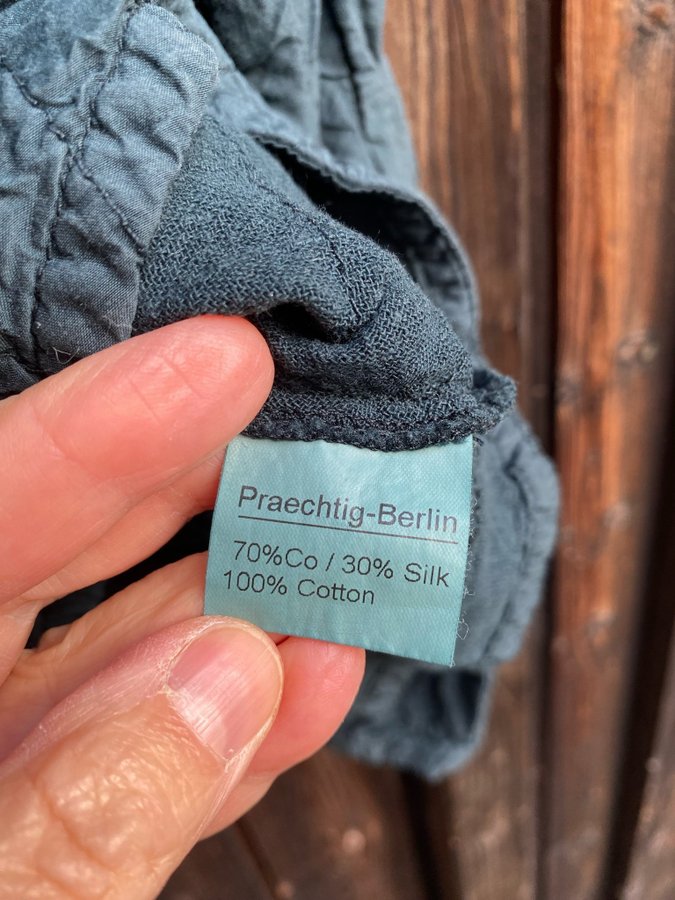 Praechtig-Berlin
70%Co / 30% Silk
100% Cotton